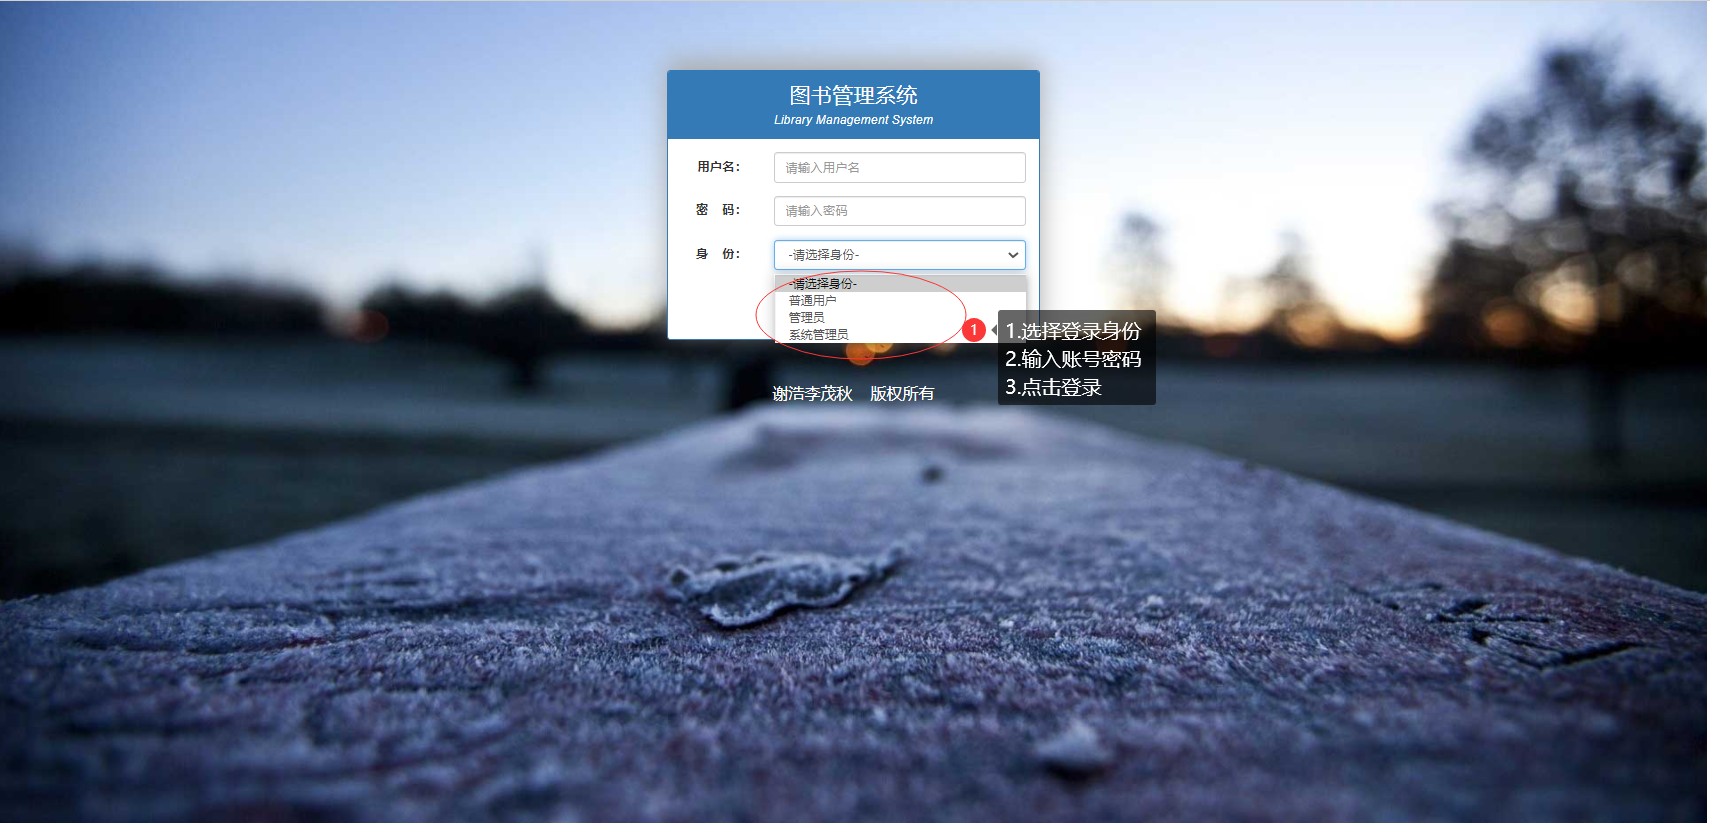 图书管理系统
Library Management System
用户名：
请输入用户名
密 码：
请输入密码
身 份：
-请选择身份-
-请选择身份-
普通用户
管理员
系统管理员
1
1.选择登录身份
2.输入账号密码
3.点击登录
谢浩李茂秋 版权所有